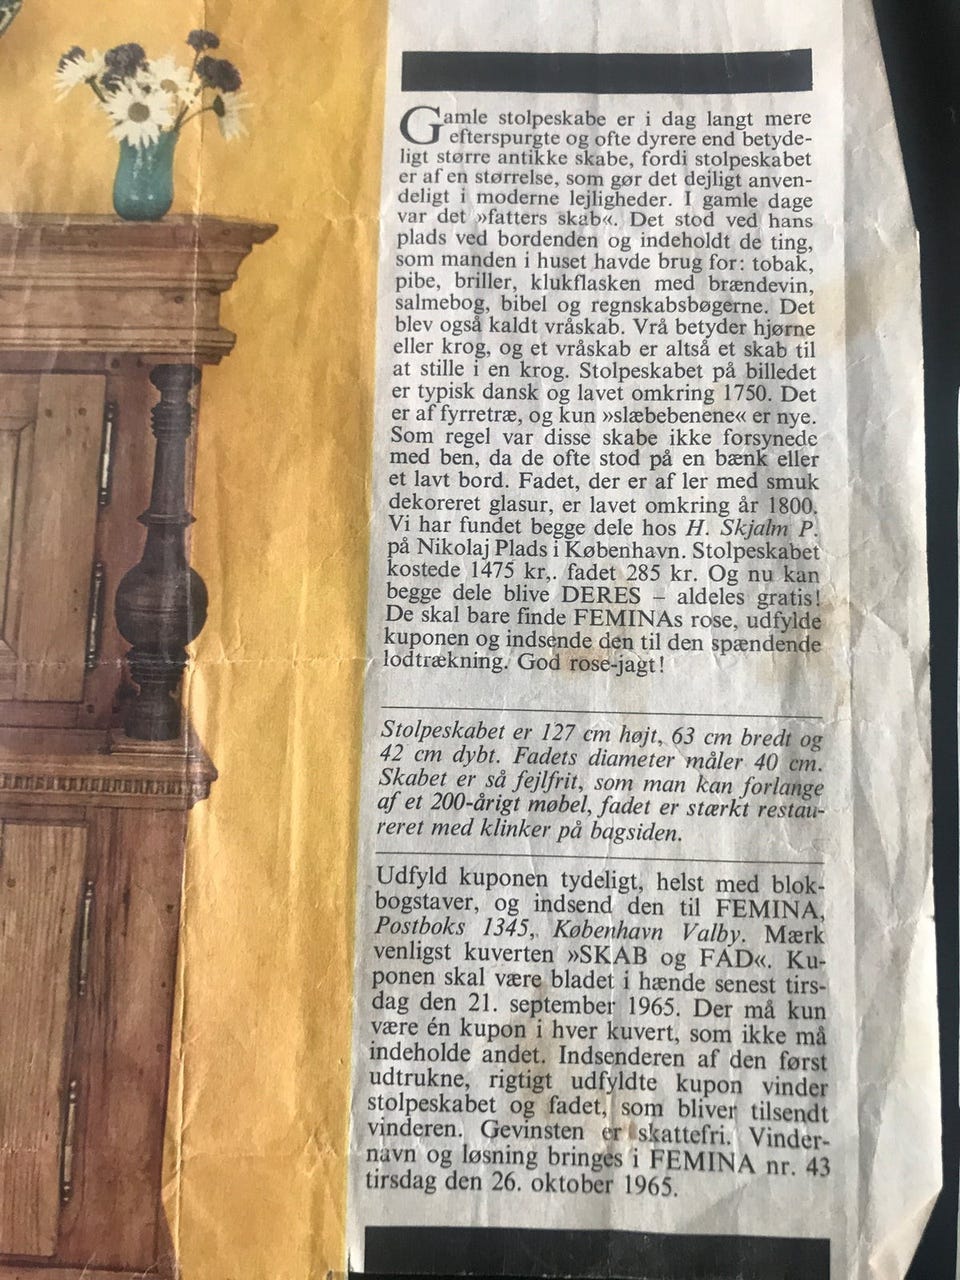 Gamle stolpeskabe er i dag langt mere
efterspurgte og ofte dyrere end betyde-
ligt større antikke skabe, fordi stolpeskabet
er af en størrelse, som gør det dejligt anven-
deligt i moderne lejligheder. I gamle dage
var det »fatters skab«. Det stod ved hans
plads ved bordenden og indeholdt de ting,
som manden i huset havde brug for: tobak,
pibe, briller, klukflasken med brændevin,
salmebog, bibel og regnskabsbøgerne. Det
blev også kaldt vråskab. Vrå betyder hjørne
eller krog, og et vråskab er altså et skab til
at stille i en krog. Stolpeskabet på billedet
er typisk dansk og lavet omkring 1750. Det
er af fyrretræ, og kun »slæbebenene« er nye.
Som regel var disse skabe ikke forsynede
med ben, da de ofte stod på en bænk eller
et lavt bord. Fadet, der er af ler med smuk
dekoreret glasur, er lavet omkring år 1800.
Vi har fundet begge dele hos H. Skjalm P.
på Nikolaj Plads i København. Stolpeskabet
kostede 1475 kr,. fadet 285 kr. Og nu kan
begge dele blive DERES – aldeles gratis!
De skal bare finde FEMINAs rose, udfylde
kuponen og indsende den til den spændende
lodtrækning. God rose-jagt!
Stolpeskabet er 127 cm højt, 63 cm bredt og
42 cm dybt. Fadets diameter måler 40 cm.
Skabet er så fejlfrit, som man kan forlange
af et 200-årigt møbel, fadet er stærkt restau-
reret med klinker på bagsiden.
Udfyld kuponen tydeligt, helst med blok-
bogstaver, og indsend den til FEMINA,
Postboks 1345, København Valby. Mærk
venligst kuverten »SKAB og FAD«. Ku-
ponen skal være bladet i hænde senest tirs-
dag den 21. september 1965. Der må kun
være én kupon i hver kuvert, som ikke må
indeholde andet. Indsenderen af den først
udtrukne, rigtigt udfyldte kupon vinder
stolpeskabet og fadet, som bliver tilsendt
vinderen. Gevinsten er skattefri. Vinder-
navn og løsning bringes i FEMINA nr. 43
tirsdag den 26. oktober 1965.